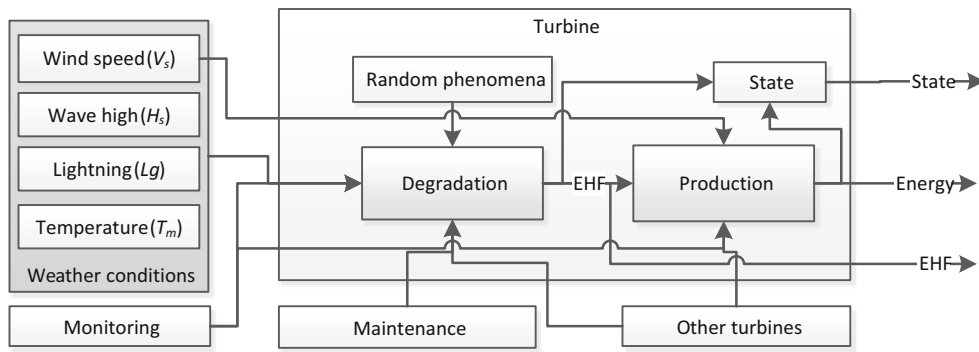 Turbine
Wind speed (Vs)
Wave high (Hs)
Lightning (Lg)
Temperature (Tm)
Weather conditions
Monitoring
Random phenomena
Degradation
EHF
Production
State
State
Energy
EHF
Maintenance
Other turbines